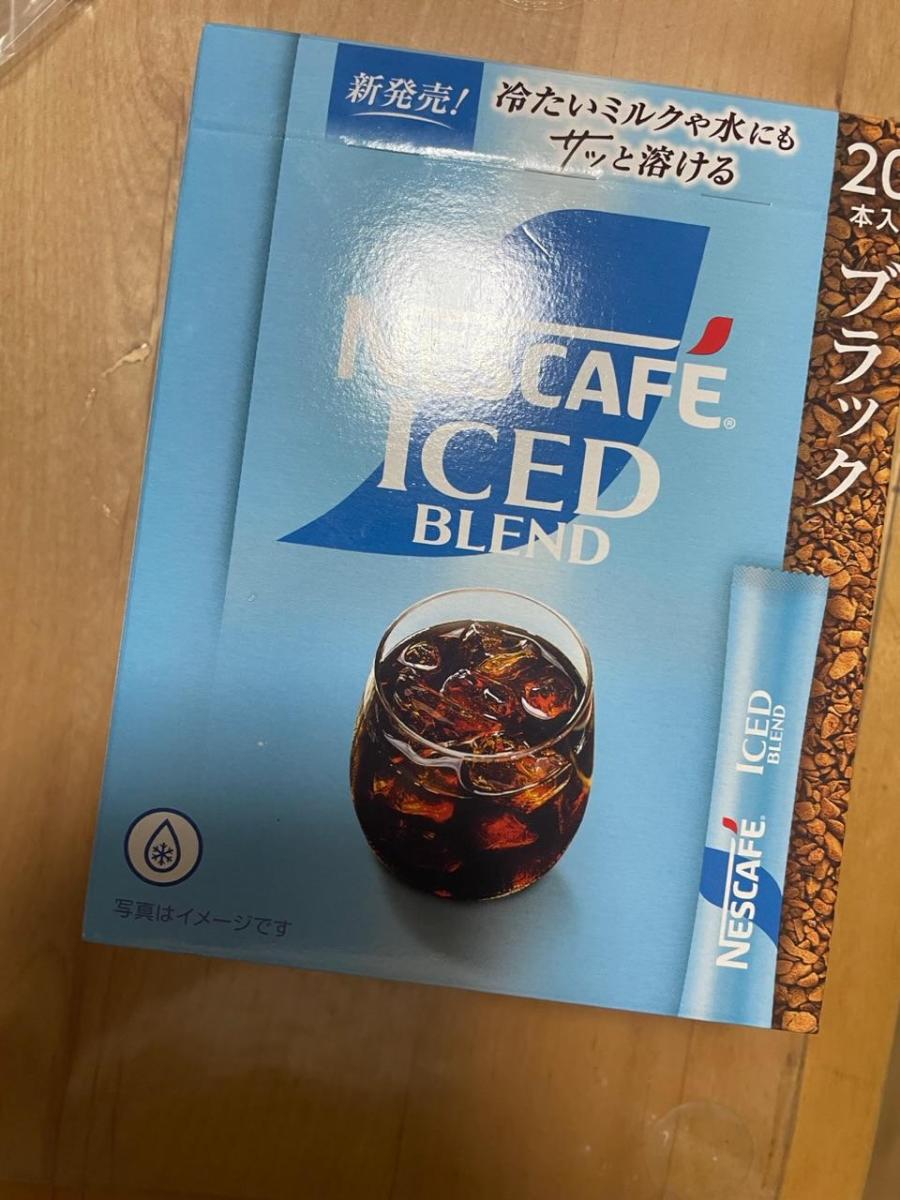 新発売!
冷たいミルクや水にも
サッと溶ける
20
本入
ブラック
NESCAFÉ®
ICED
BLEND
ICED
BLEND
NESCAFÉ®
写真はイメージです